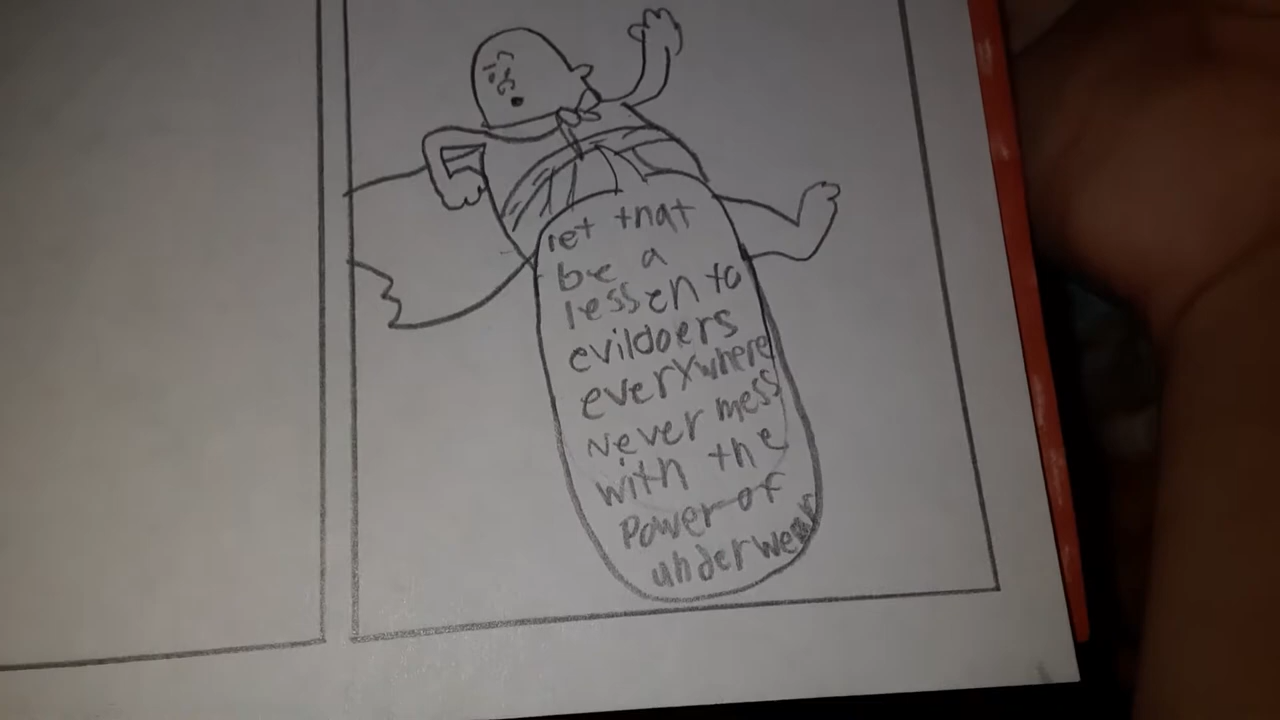 let that
be a
lessen to
evildoers
everywhere
Never mess
with the
Power of
underwear